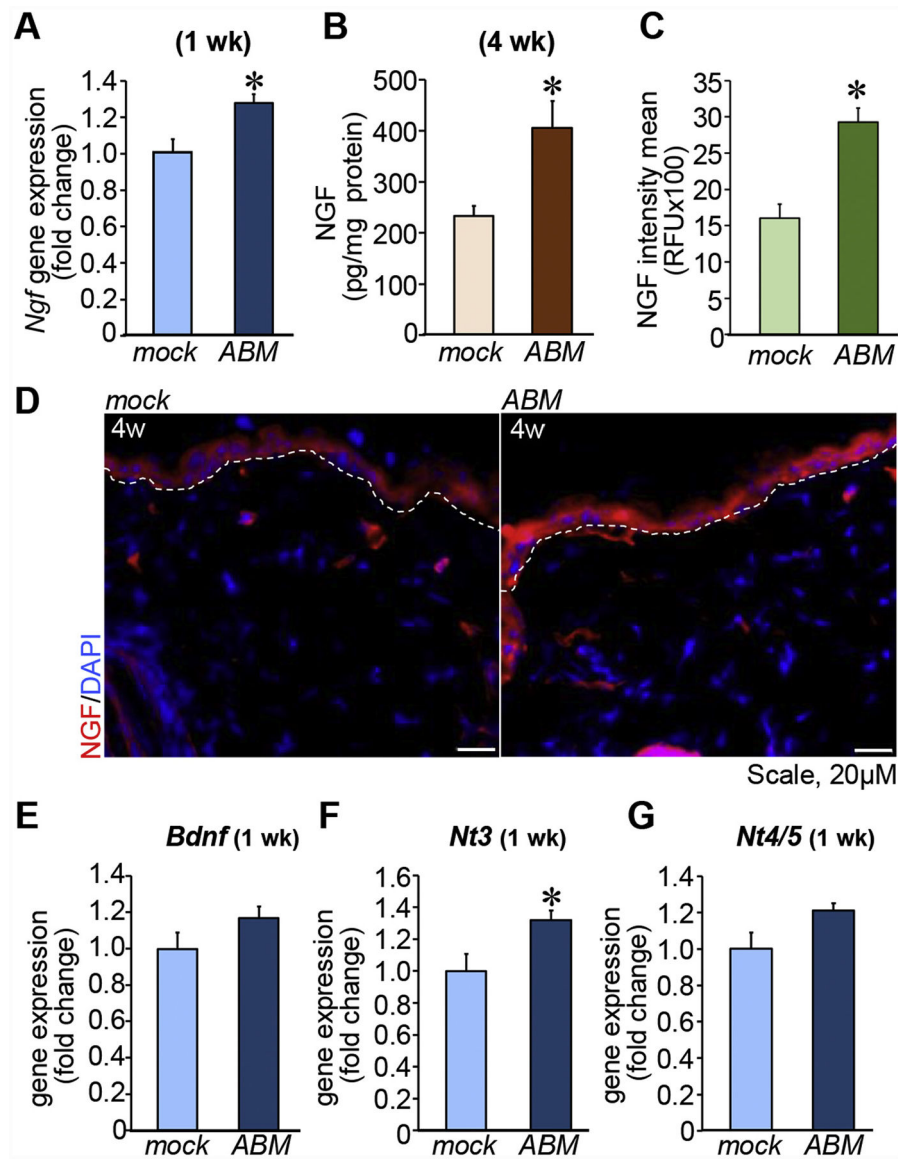 A
(1 wk)
Ngf gene expression
(fold change)
1.4
1.2
1.0
0.8
0.6
0.4
0.2
0
*
mock
ABM
B
(4 wk)
NGF
(pg/mg protein)
500
400
300
200
100
0
*
mock
ABM
C
NGF intensity mean
(RFUx100)
35
30
25
20
15
10
5
0
*
mock
ABM
D
mock
4w
ABM
4w
NGF/DAPI
Scale, 20µM
E
Bdnf (1 wk)
gene expression
(fold change)
1.4
1.2
1.0
0.8
0.6
0.4
0.2
0
mock
ABM
F
Nt3 (1 wk)
gene expression
(fold change)
1.6
1.4
1.2
1.0
0.8
0.6
0.4
0.2
0
*
mock
ABM
G
Nt4/5 (1 wk)
gene expression
(fold change)
1.4
1.2
1.0
0.8
0.6
0.4
0.2
0
mock
ABM